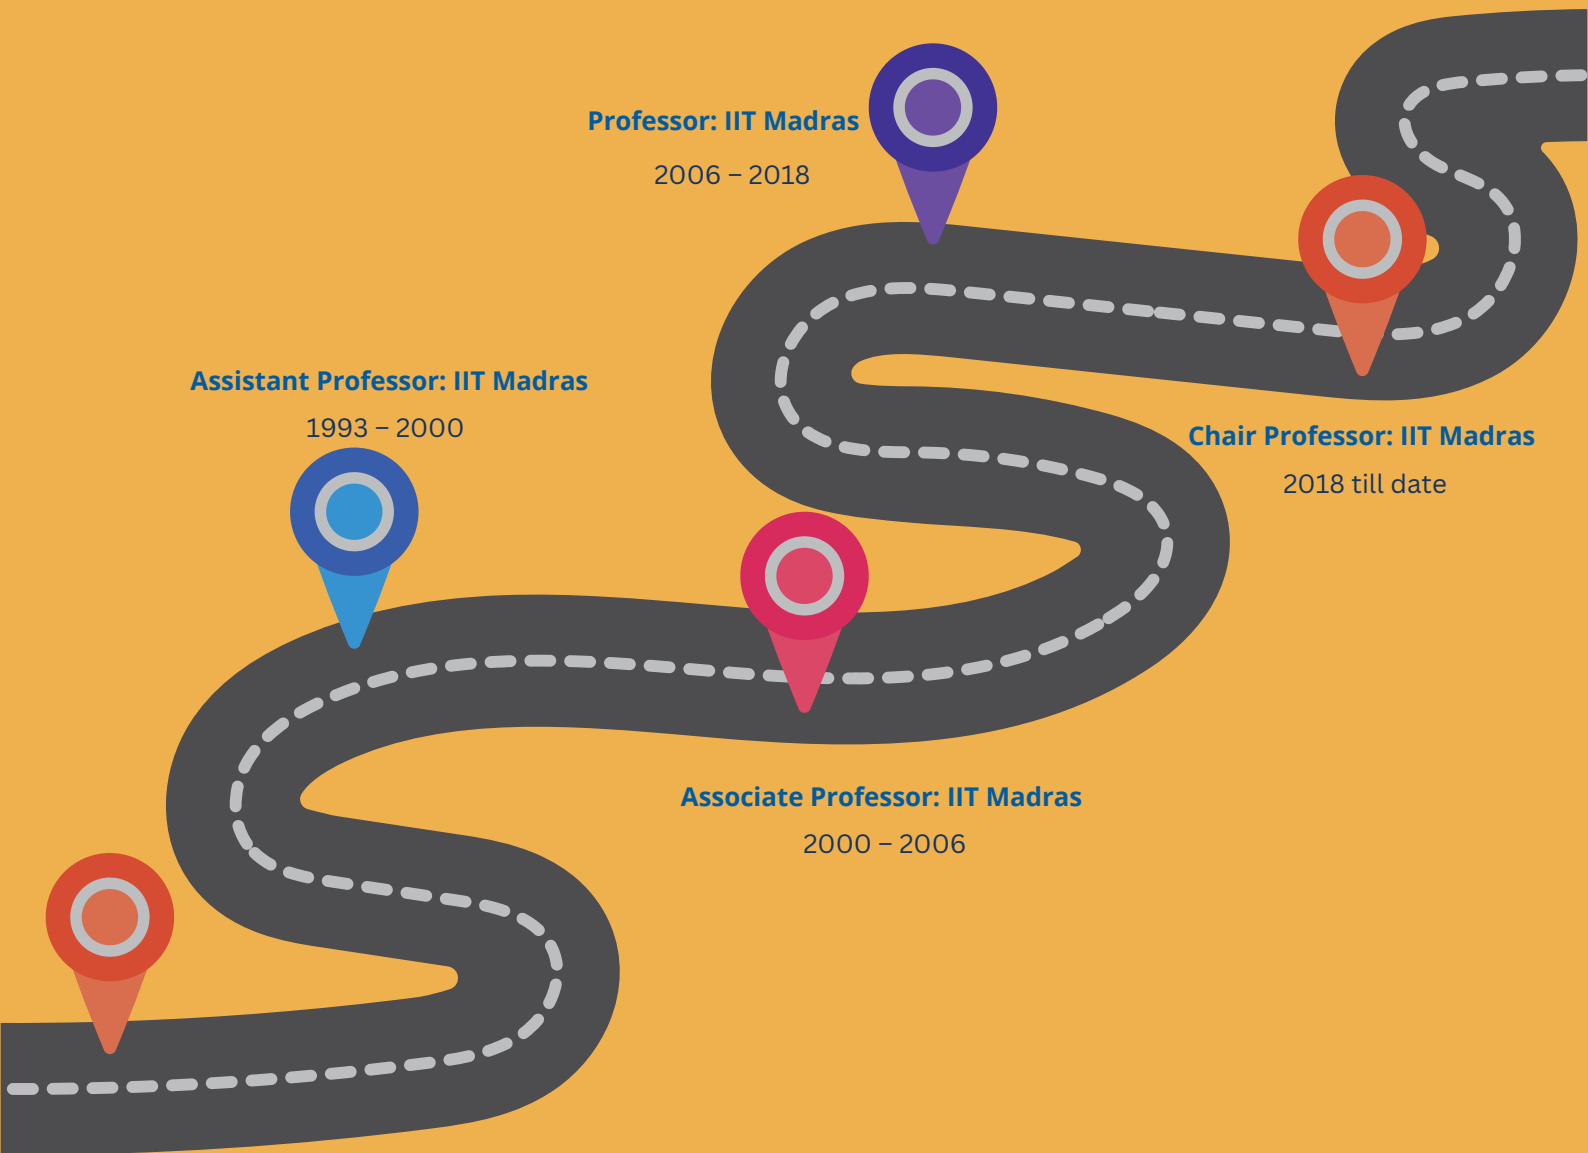 Professor: IIT Madras
2006 – 2018
Assistant Professor: IIT Madras
1993 – 2000
Chair Professor: IIT Madras
2018 till date
Associate Professor: IIT Madras
2000 – 2006